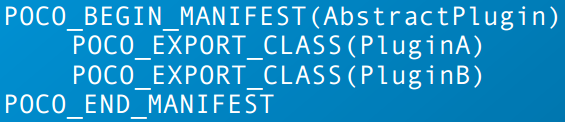 POCO_BEGIN_MANIFEST(AbstractPlugin)
POCO_EXPORT_CLASS(PluginA)
POCO_EXPORT_CLASS(PluginB)
POCO_END_MANIFEST